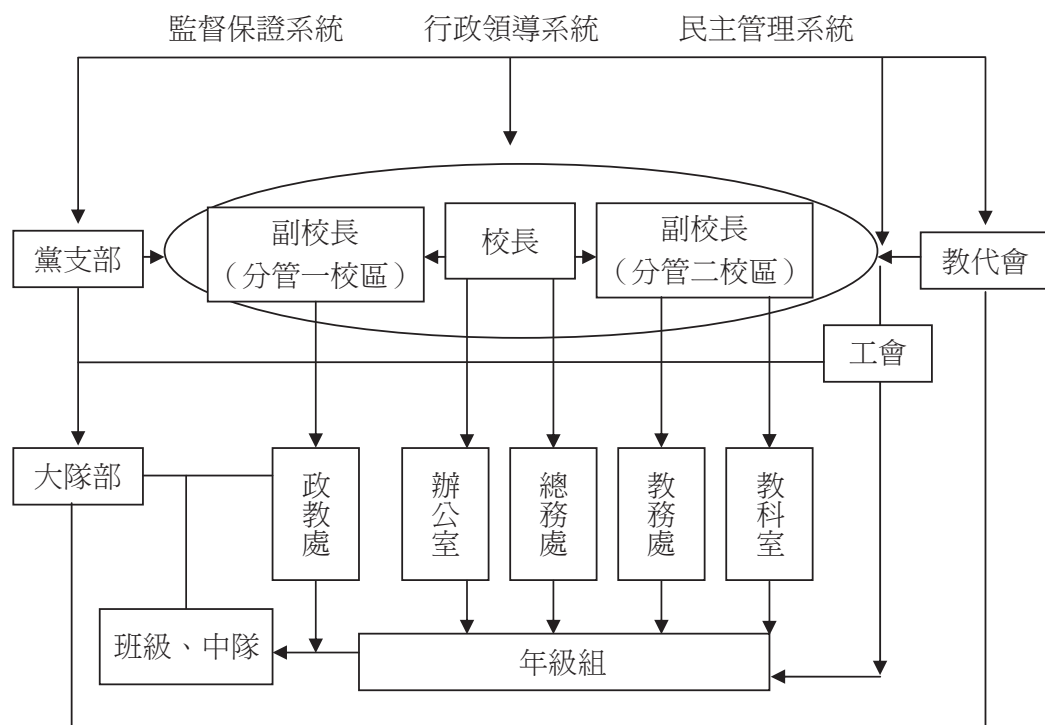 監督保證系統 行政領導系統 民主管理系統
黨支部
副校長
（分管一校區）
校長
副校長
（分管二校區）
教代會
工會
大隊部
政教處
辦公室
總務處
教務處
教科室
班級、中隊
年級組